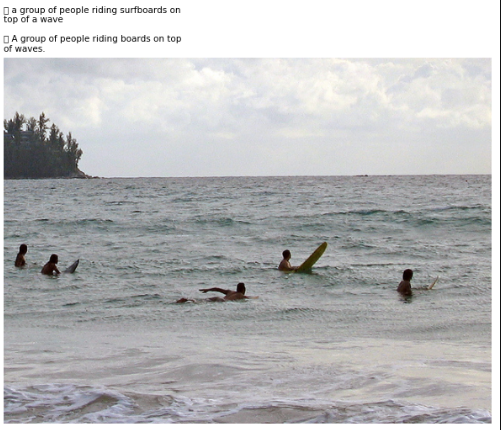 a group of people riding surfboards on
top of a wave
A group of people riding boards on top
of waves.